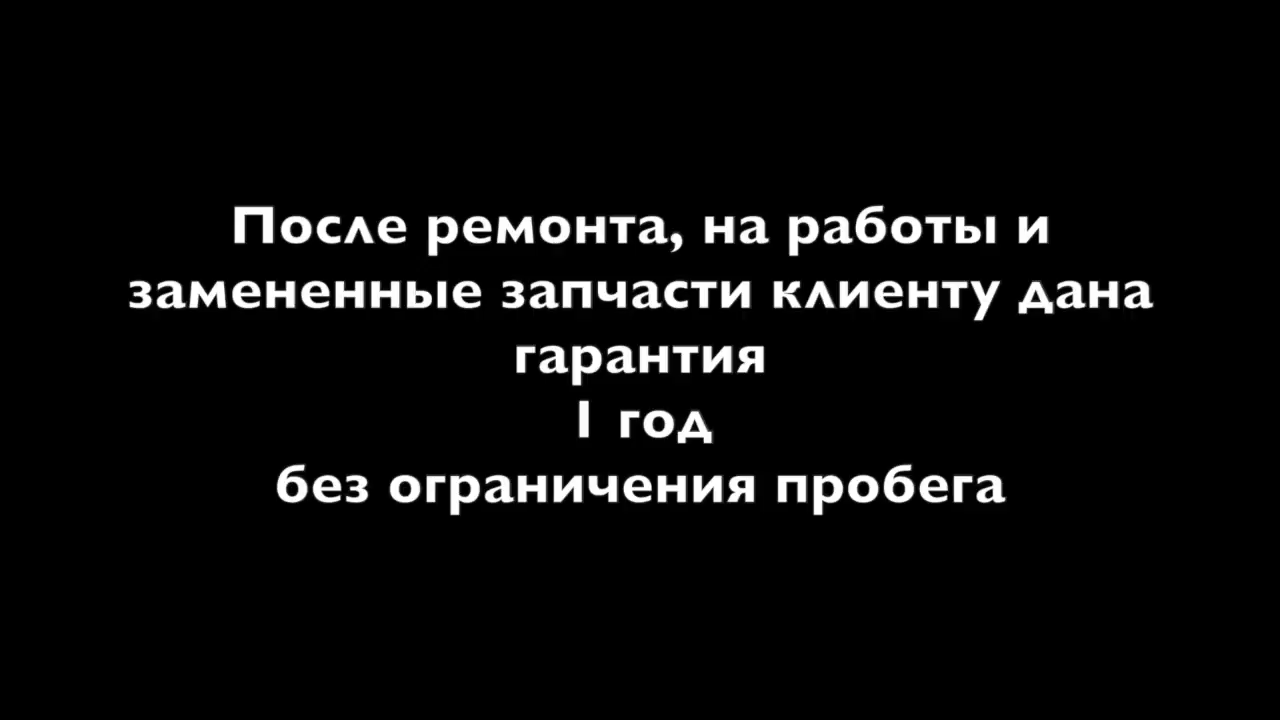 После ремонта, на работы и
замененные запчасти клиенту дана
гарантия
1 год
без ограничения пробега